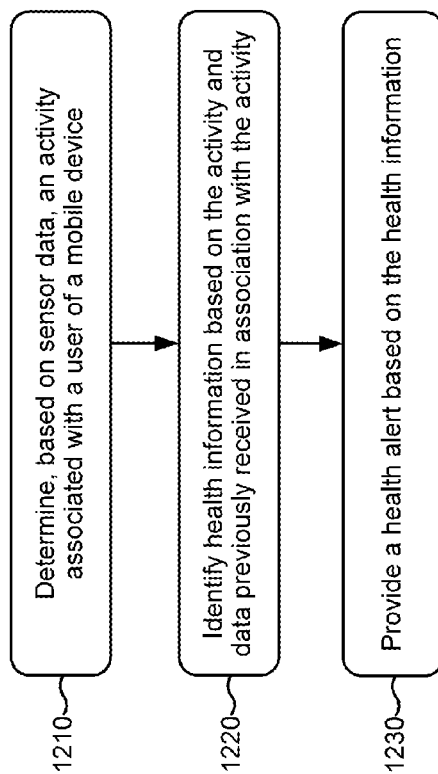 Determine, based on sensor data, an activity
associated with a user of a mobile device
1210
Identify health information based on the activity and
data previously received in association with the activity
1220
Provide a health alert based on the health information
1230